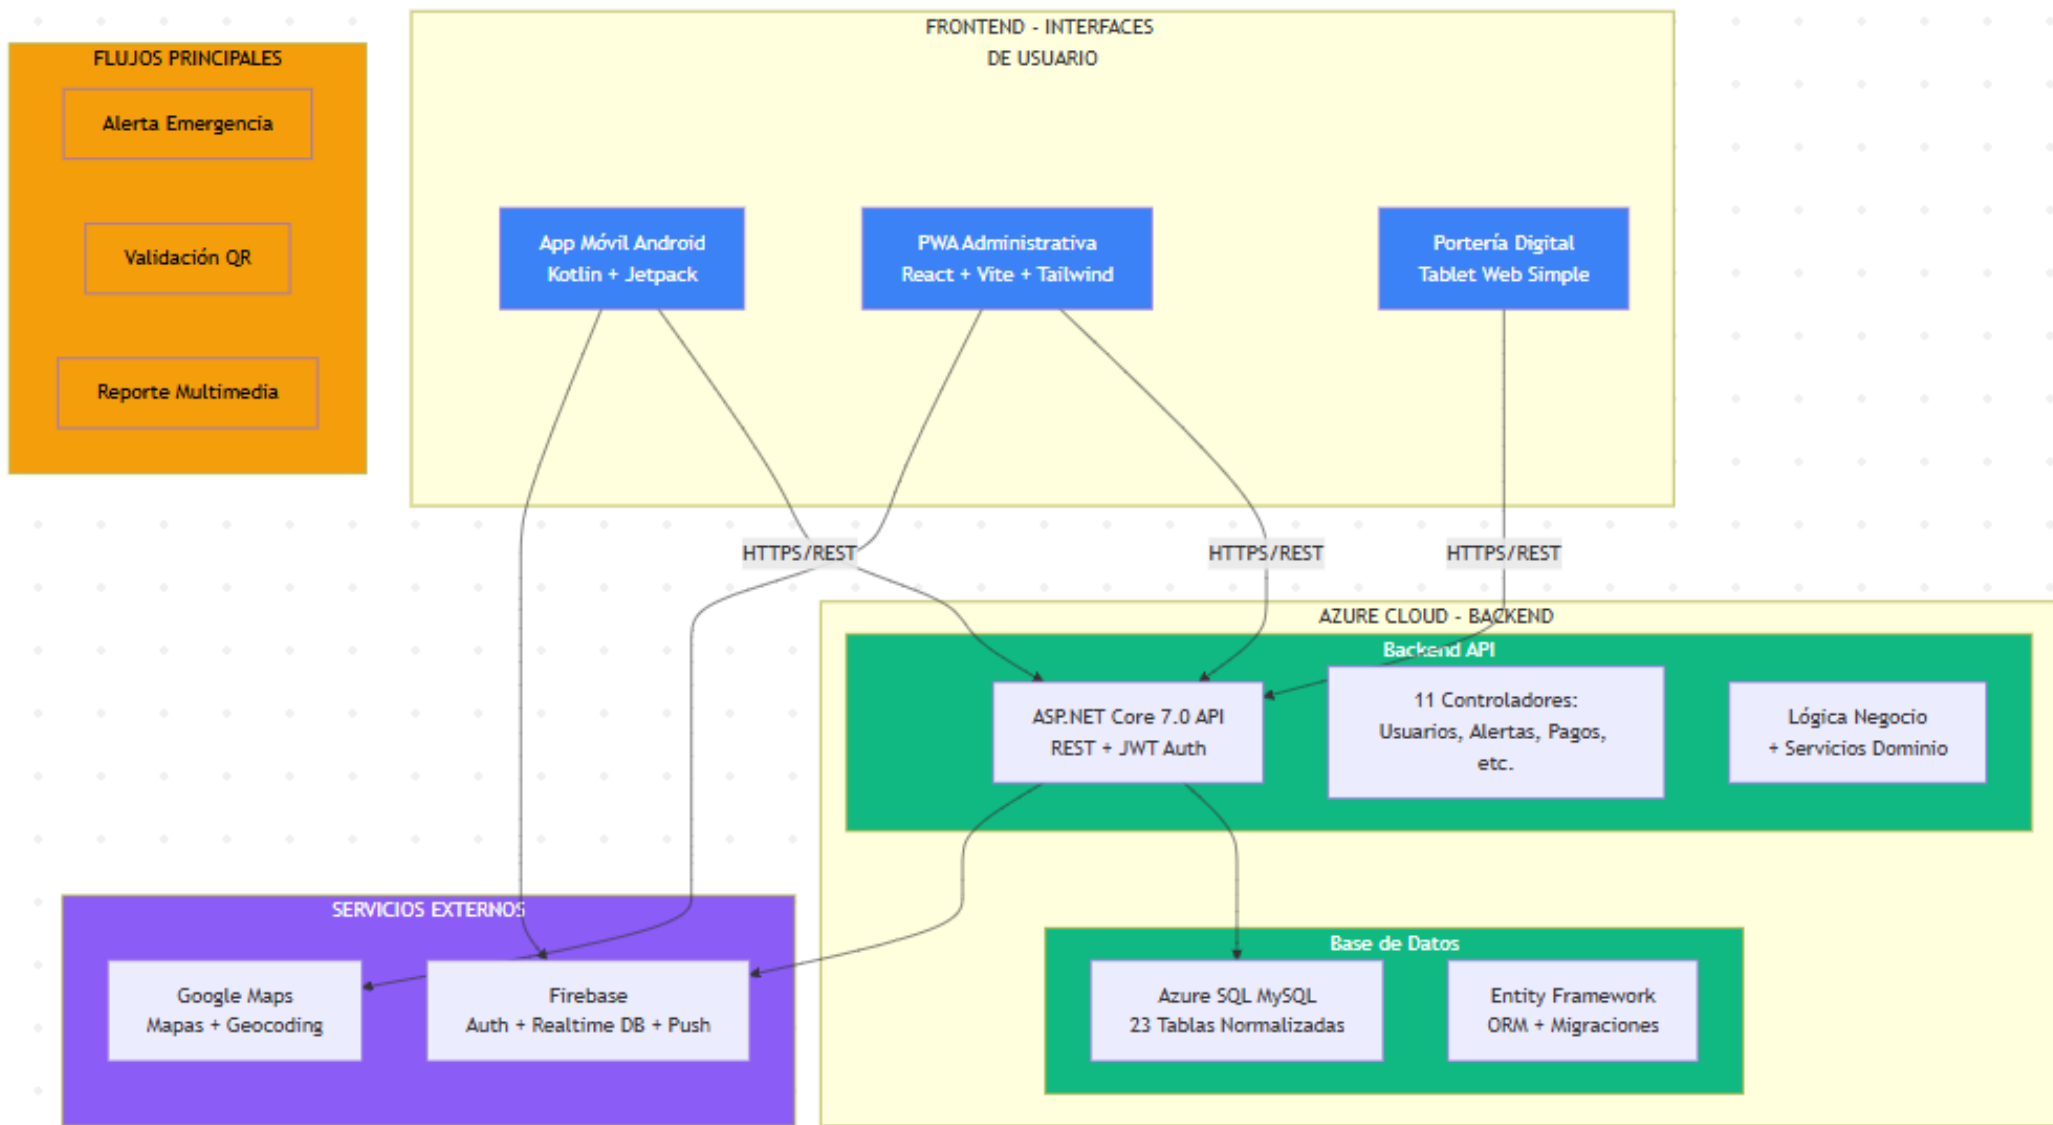 FLUJOS PRINCIPALES
Alerta Emergencia
Validación QR
Reporte Multimedia
FRONTEND - INTERFACES
DE USUARIO
App Móvil Android
Kotlin + Jetpack
PWA Administrativa
React + Vite + Tailwind
Portería Digital
Tablet Web Simple
HTTPS/REST
HTTPS/REST
HTTPS/REST
AZURE CLOUD - BACKEND
Backend API
ASP.NET Core 7.0 API
REST + JWT Auth
11 Controladores:
Usuarios, Alertas, Pagos,
etc.
Lógica Negocio
+ Servicios Dominio
SERVICIOS EXTERNOS
Google Maps
Mapas + Geocoding
Firebase
Auth + Realtime DB + Push
Base de Datos
Azure SQL MySQL
23 Tablas Normalizadas
Entity Framework
ORM + Migraciones